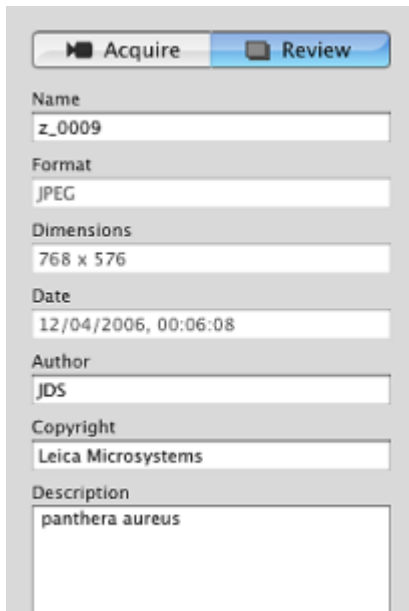 Acquire Review
Name
z_0009
Format
JPEG
Dimensions
768 x 576
Date
12/04/2006, 00:06:08
Author
JDS
Copyright
Leica Microsystems
Description
panthera aureus